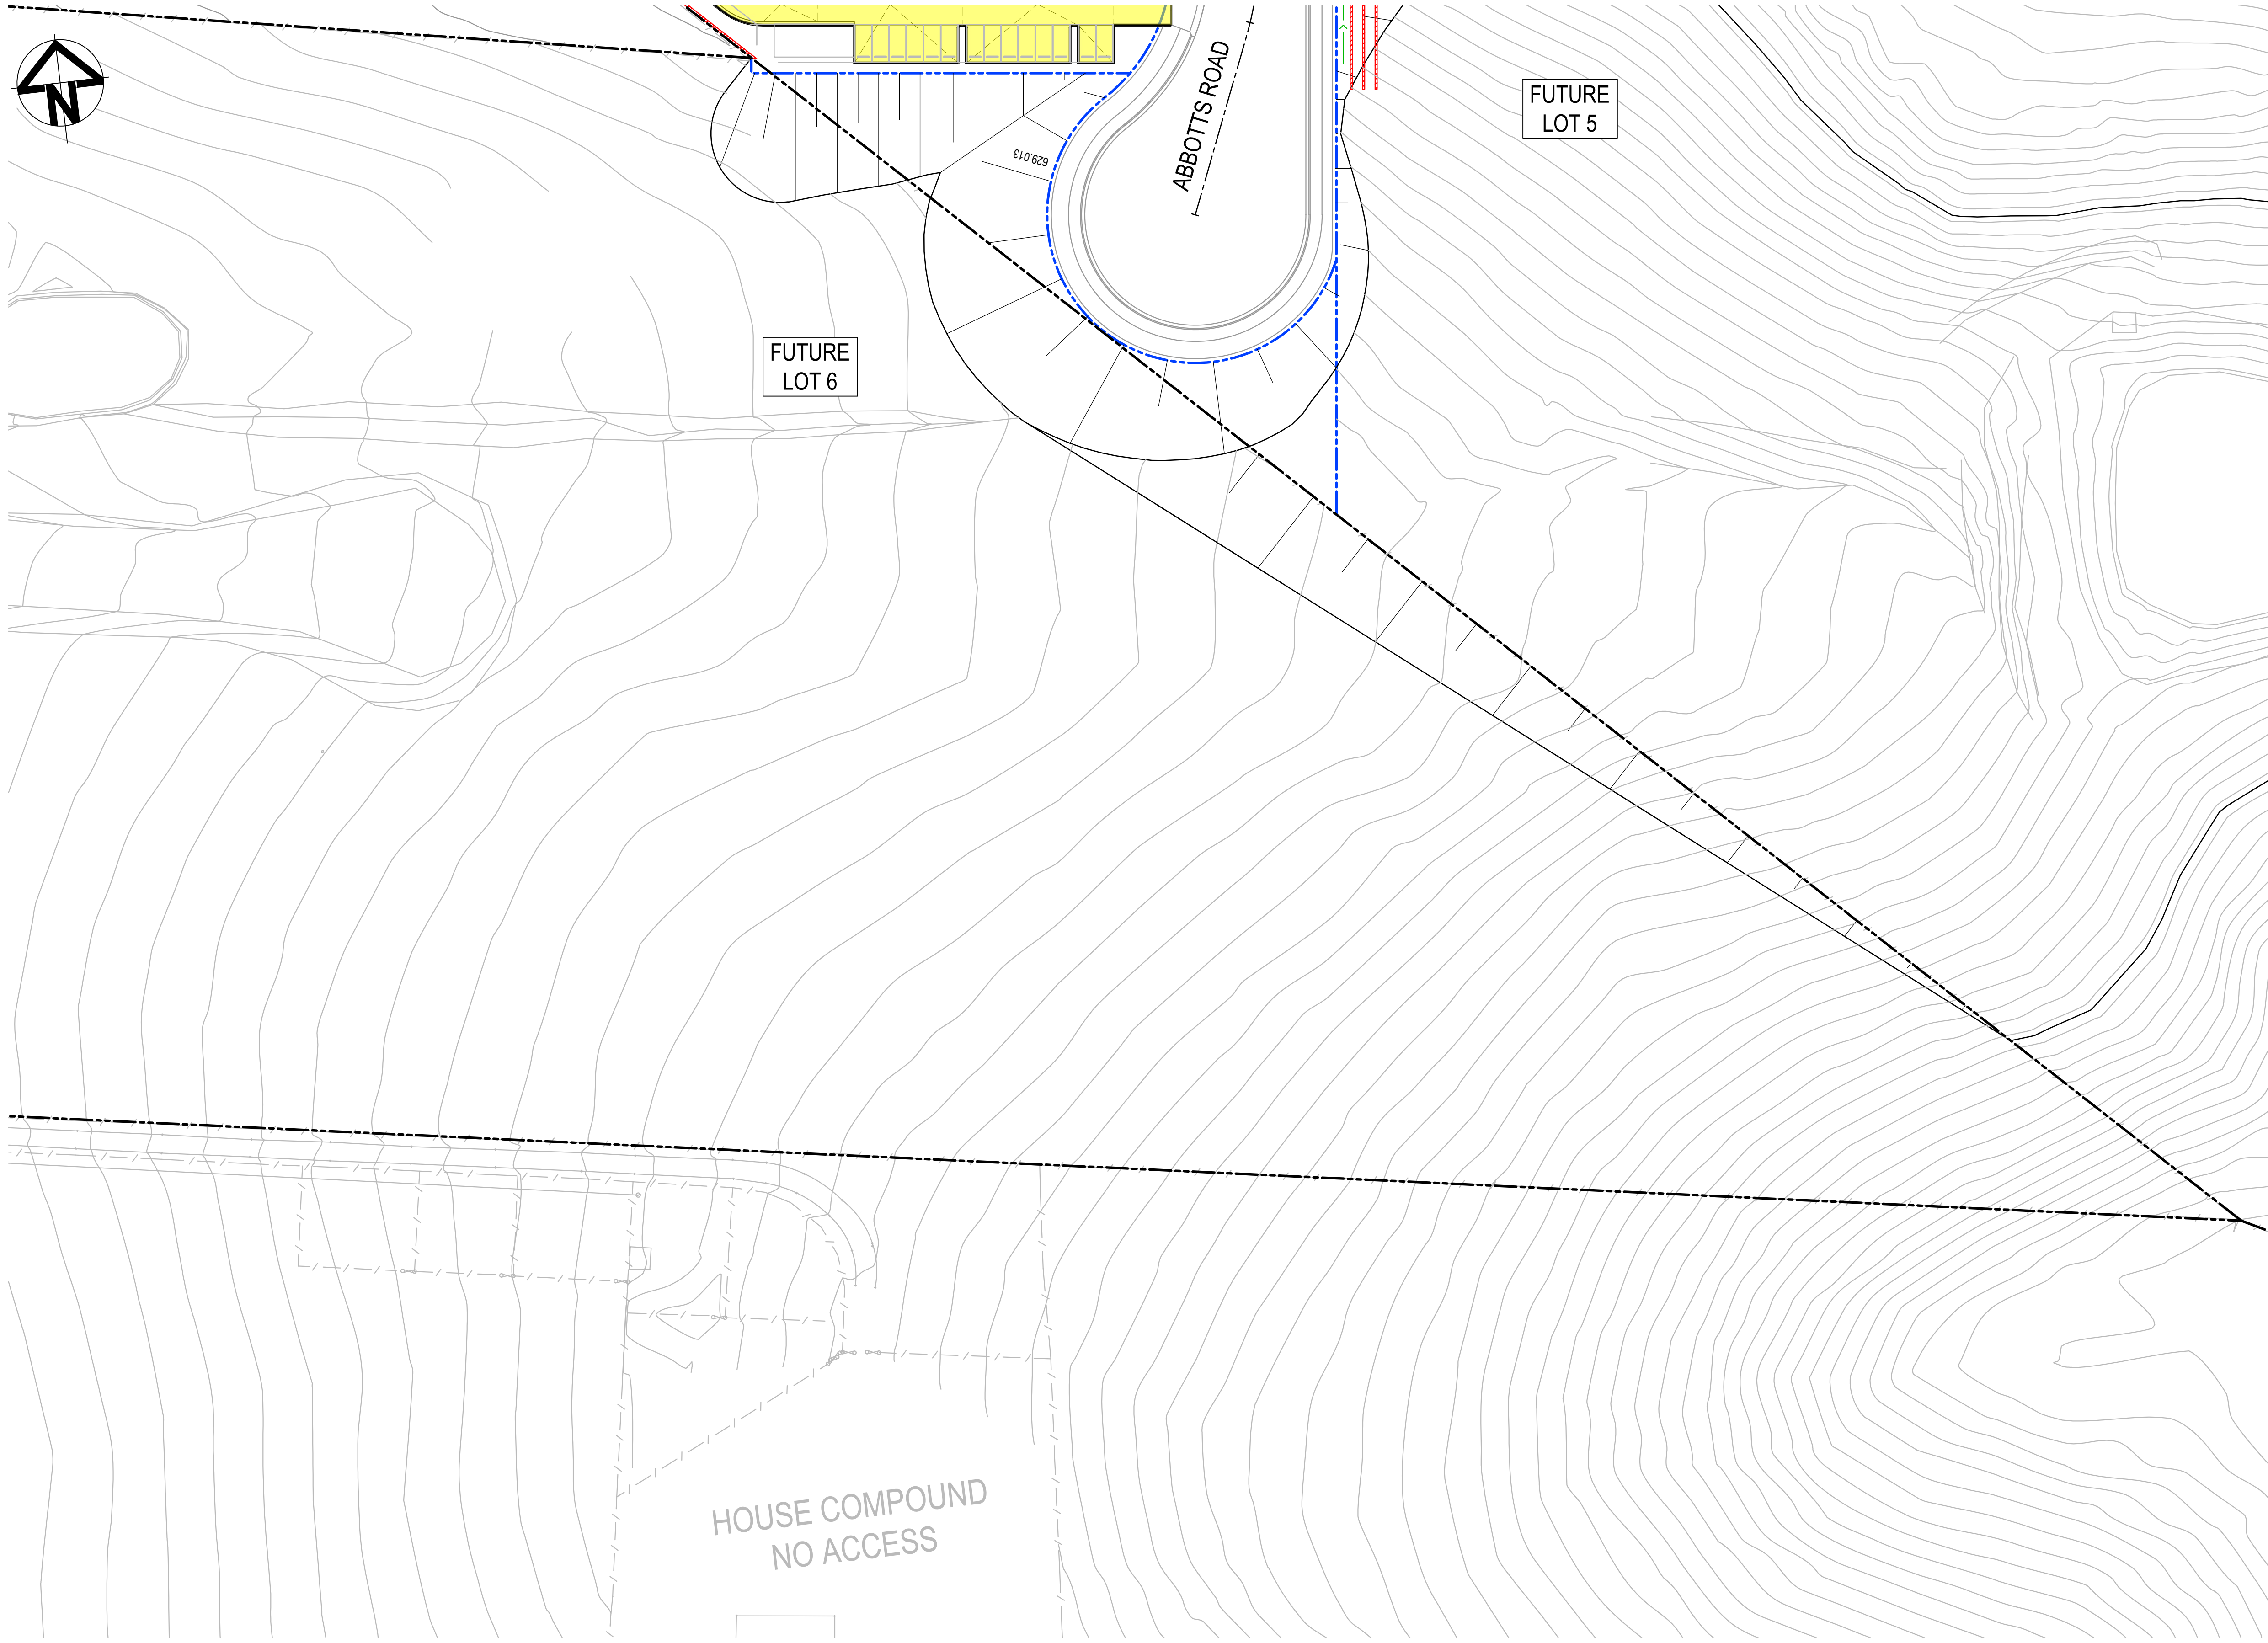 N
ABBOTTS ROAD
FUTURE
LOT 5
629.013
FUTURE
LOT 6
HOUSE COMPOUND
NO ACCESS